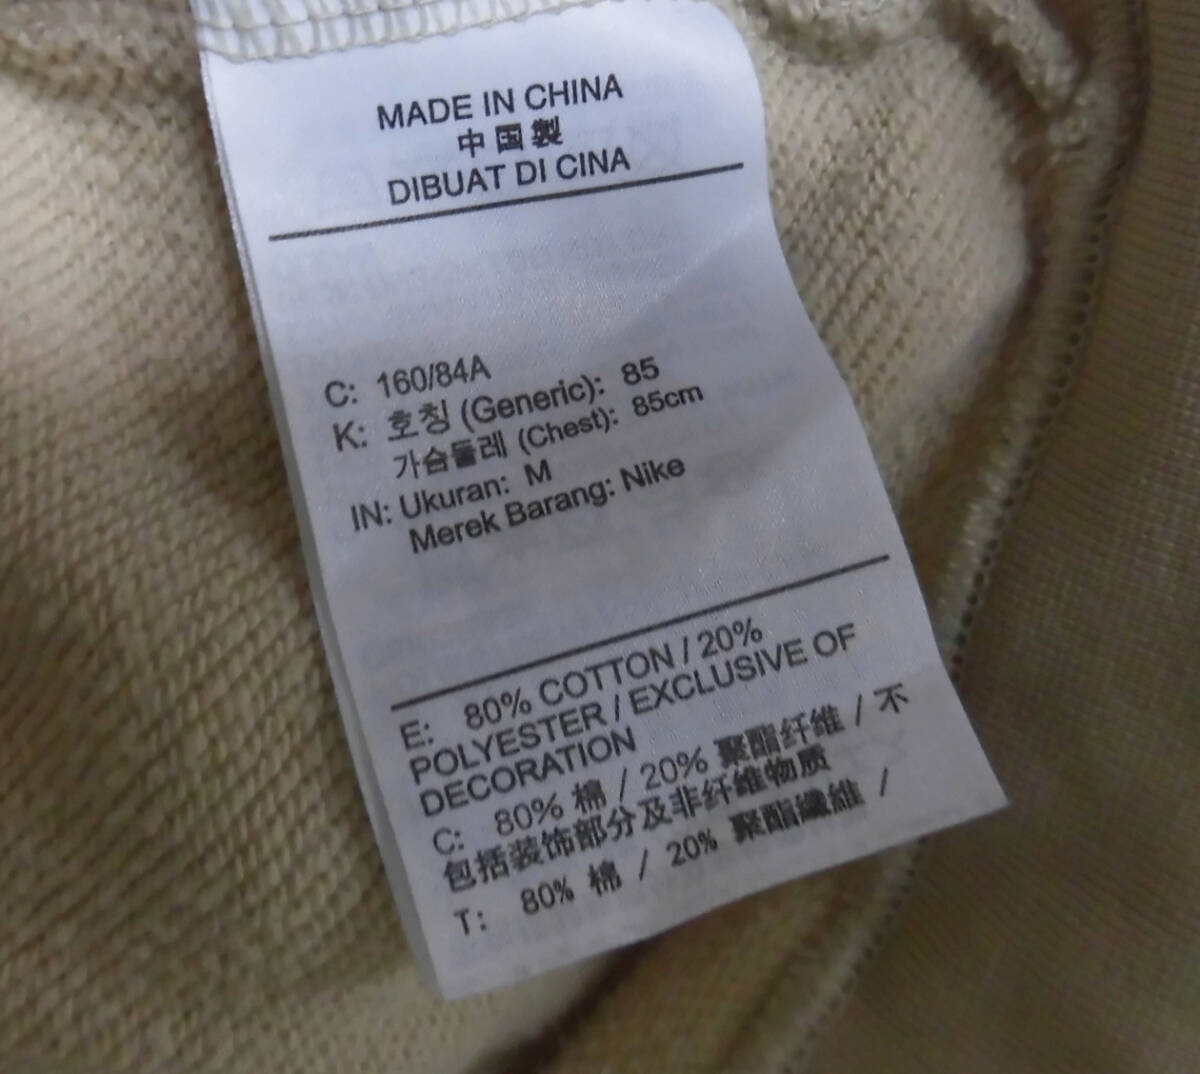 MADE IN CHINA
中国製
DIBUAT DI CINA
C: 160/84A
K: 호칭 (Generic): 85
가슴둘레 (Chest): 85cm
IN: Ukuran: M
Merek Barang: Nike
E: 80% COTTON / 20%
POLYESTER / EXCLUSIVE OF
DECORATION
C: 80% 棉 / 20% 聚酯纤维 / 不
包括装饰部分及非纤维物质
T: 80% 棉 / 20% 聚酯纖維 /